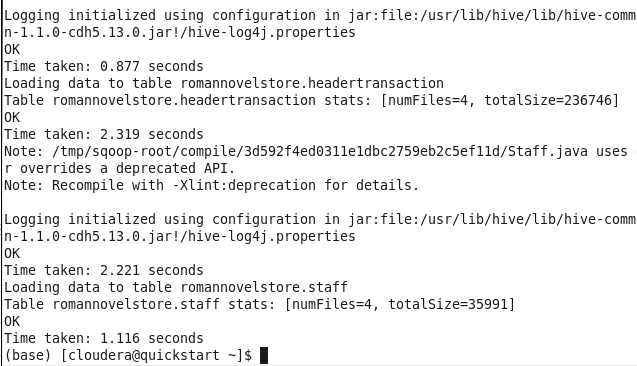 Logging initialized using configuration in jar:file:/usr/lib/hive/lib/hive-comm
n-1.1.0-cdh5.13.0.jar!/hive-log4j.properties
OK
Time taken: 0.877 seconds
Loading data to table romannovelstore.headertransaction
Table romannovelstore.headertransaction stats: [numFiles=4, totalSize=236746]
OK
Time taken: 2.319 seconds
Note: /tmp/sqoop-root/compile/3d592f4ed0311e1dbc2759eb2c5ef11d/Staff.java uses
r overrides a deprecated API.
Note: Recompile with -Xlint:deprecation for details.

Logging initialized using configuration in jar:file:/usr/lib/hive/lib/hive-comm
n-1.1.0-cdh5.13.0.jar!/hive-log4j.properties
OK
Time taken: 2.221 seconds
Loading data to table romannovelstore.staff
Table romannovelstore.staff stats: [numFiles=4, totalSize=35991]
OK
Time taken: 1.116 seconds
(base) [cloudera@quickstart ~]$